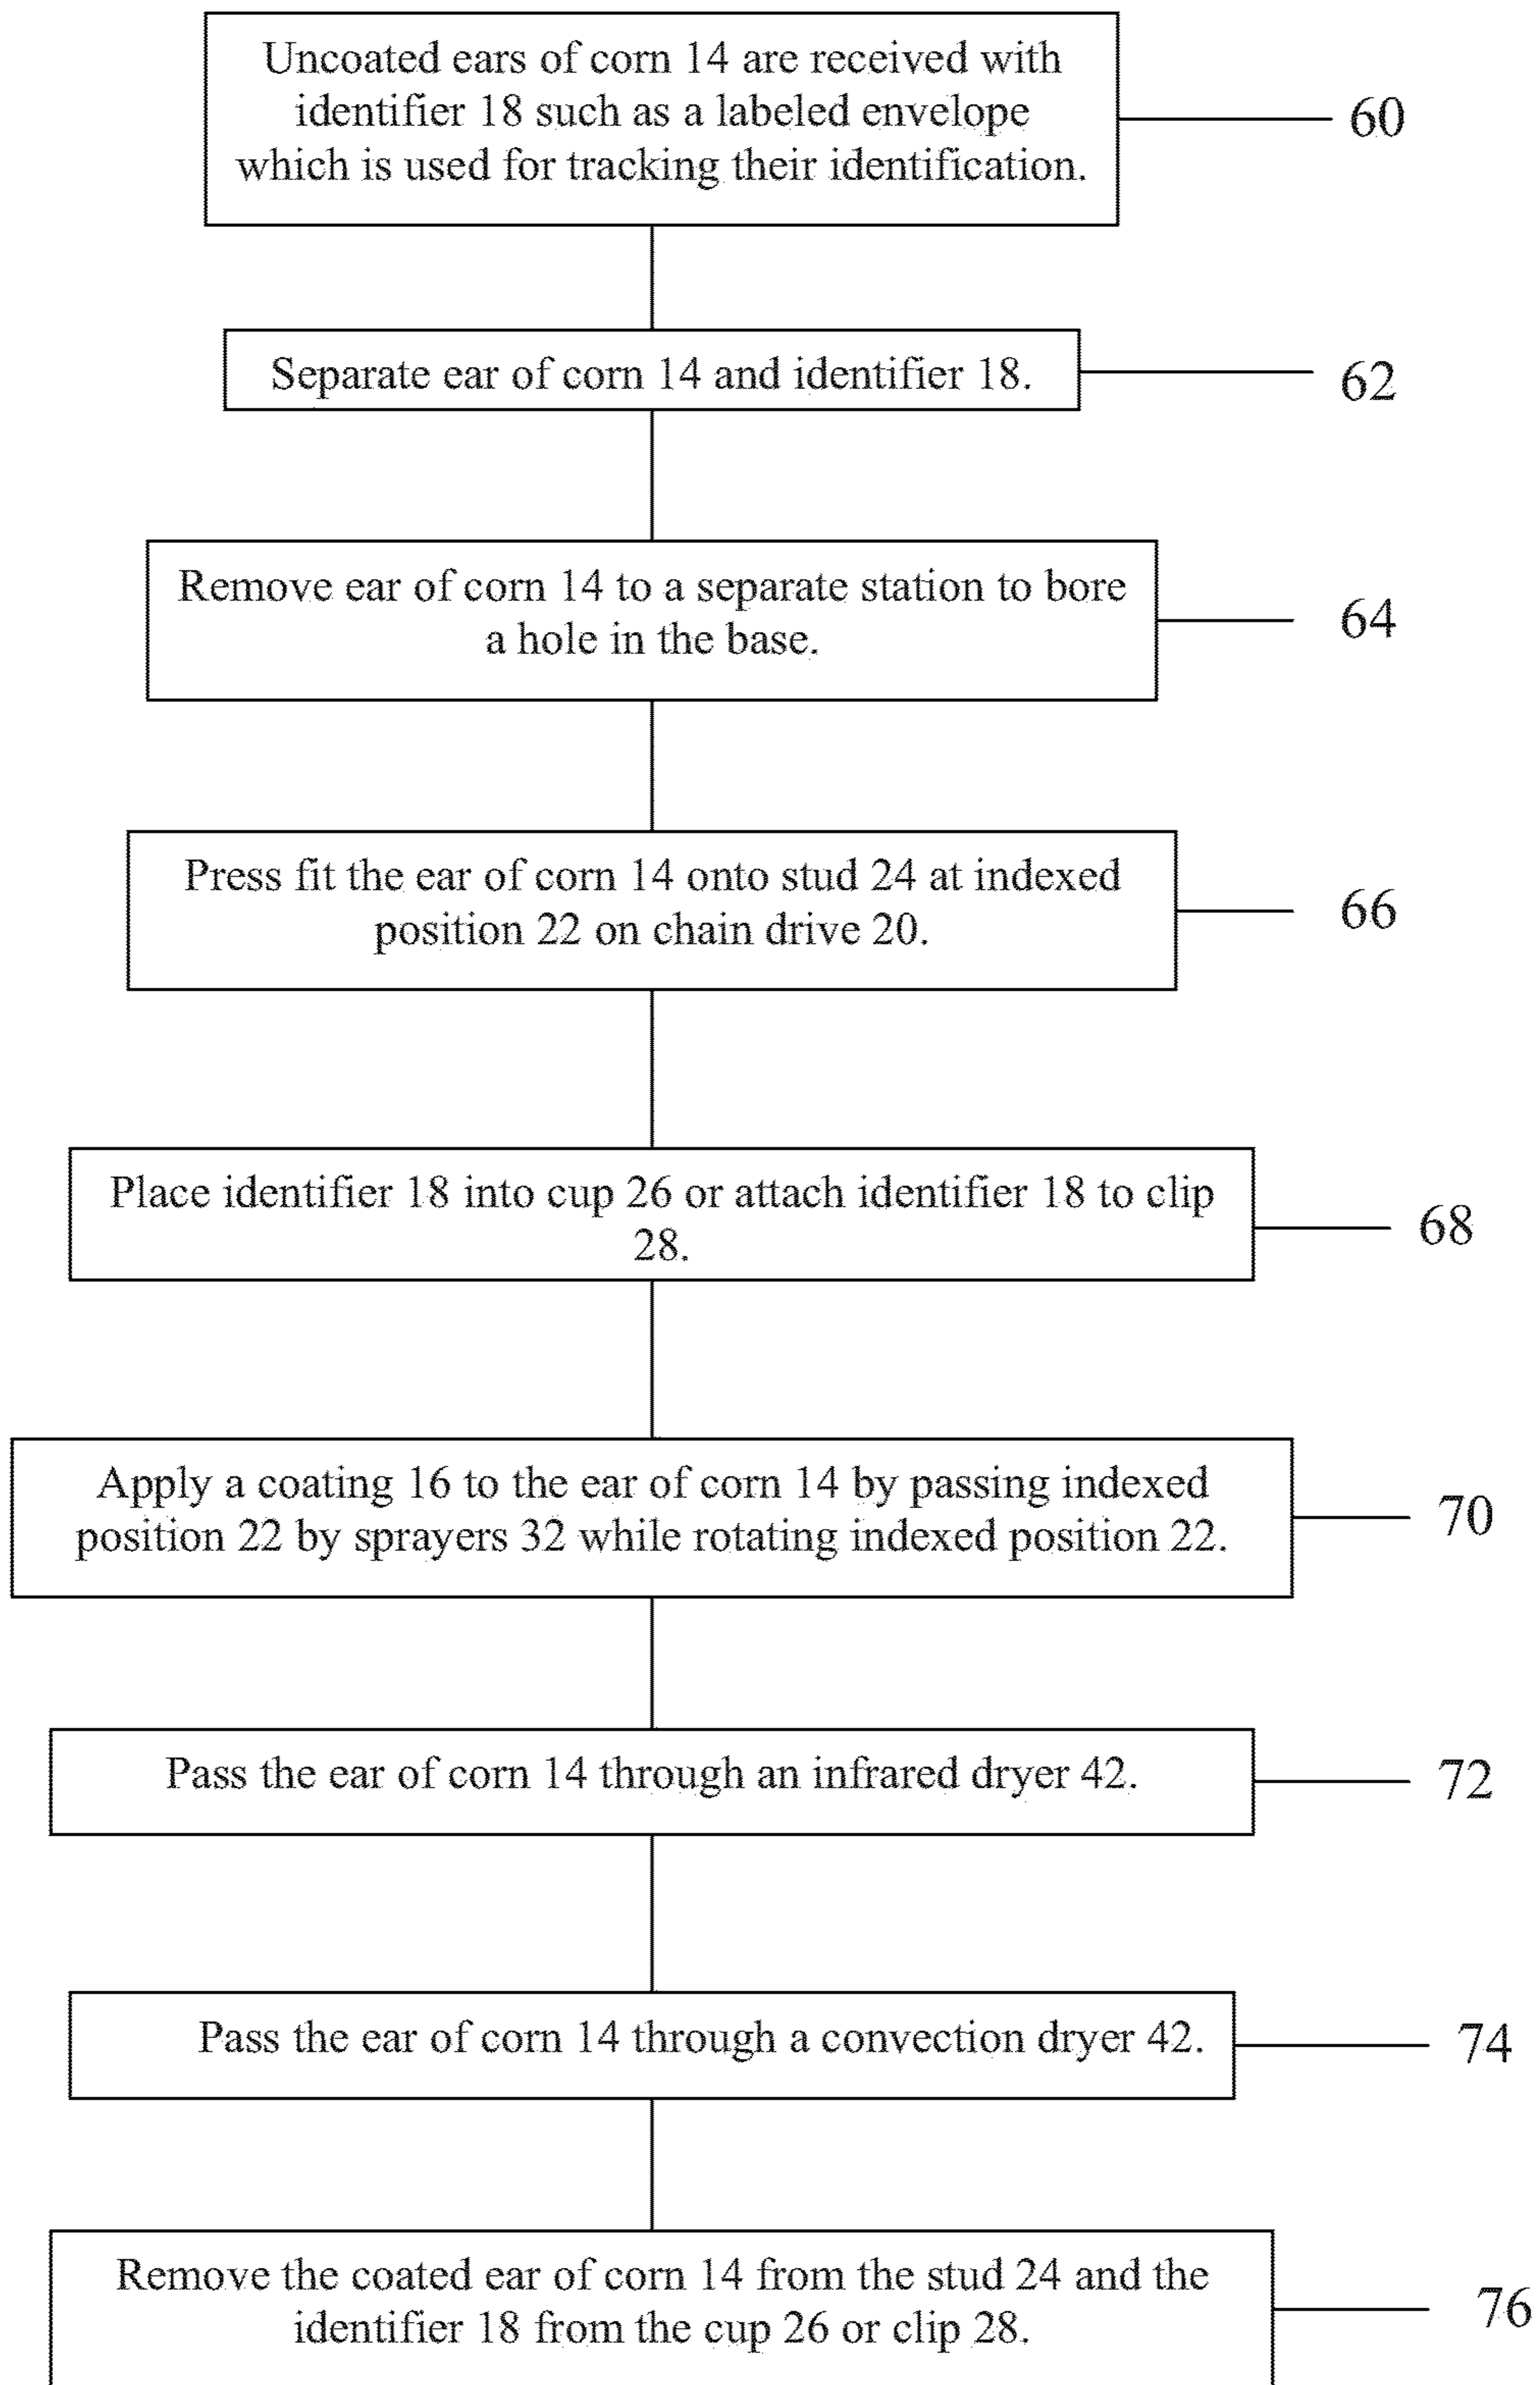 Uncoated ears of corn 14 are received with
identifier 18 such as a labeled envelope
which is used for tracking their identification.
60
Separate ear of corn 14 and identifier 18.
62
Remove ear of corn 14 to a separate station to bore
a hole in the base.
64
Press fit the ear of corn 14 onto stud 24 at indexed
position 22 on chain drive 20.
66
Place identifier 18 into cup 26 or attach identifier 18 to clip
28.
68
Apply a coating 16 to the ear of corn 14 by passing indexed
position 22 by sprayers 32 while rotating indexed position 22.
70
Pass the ear of corn 14 through an infrared dryer 42.
72
Pass the ear of corn 14 through a convection dryer 42.
74
Remove the coated ear of corn 14 from the stud 24 and the
identifier 18 from the cup 26 or clip 28.
76